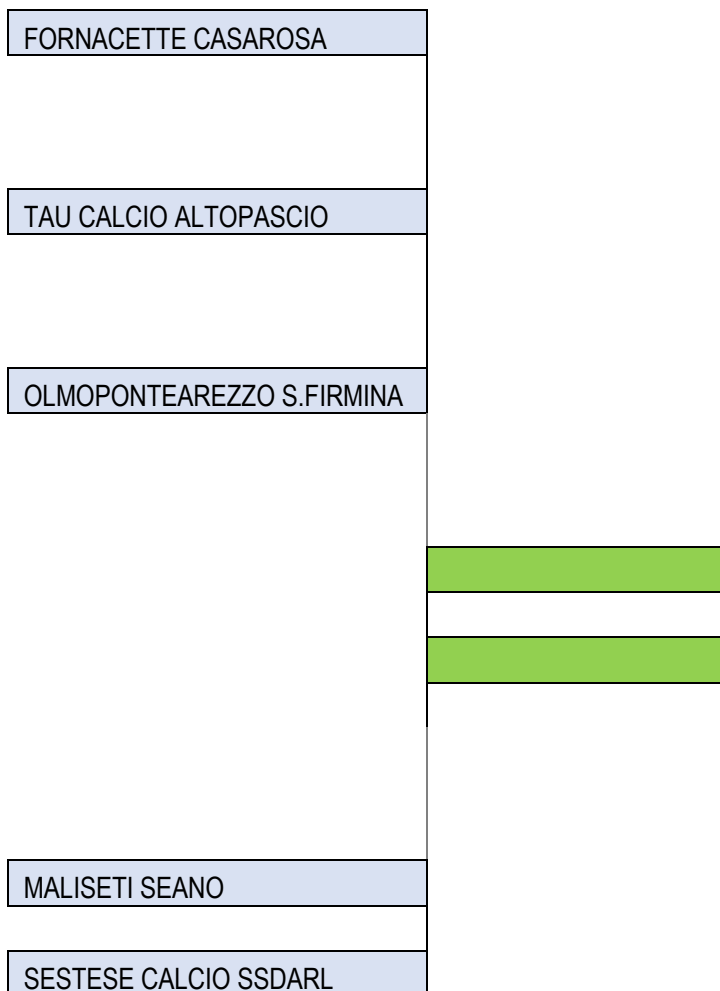 FORNACETTE CASAROSA
TAU CALCIO ALTOPASCIO
OLMOPONTEAREZZO S.FIRMINA
MALISETI SEANO
SESTESE CALCIO SSDARL